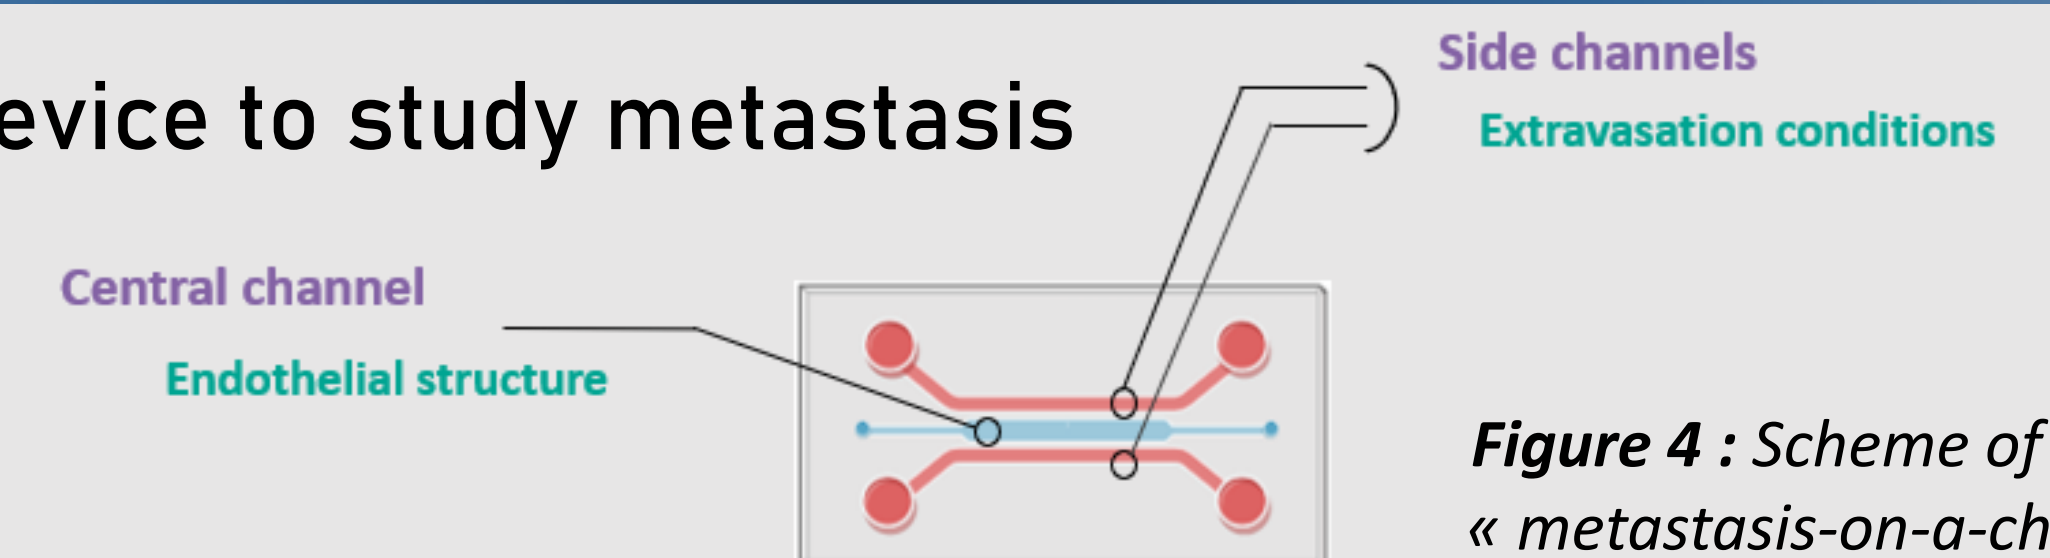 Side channels
evice to study metastasis
Extravasation conditions
Central channel
Endothelial structure
Figure 4 : Scheme of
« metastasis-on-a-ch